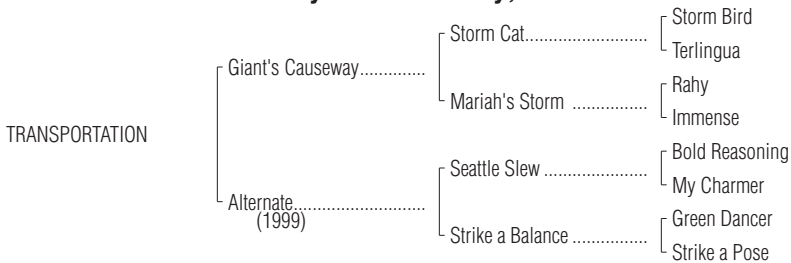 Storm Bird
Storm Cat
Terlingua
Giant's Causeway
Rahy
Mariah's Storm
Immense
TRANSPORTATION
Bold Reasoning
Seattle Slew
My Charmer
Alternate
(1999)
Green Dancer
Strike a Balance
Strike a Pose